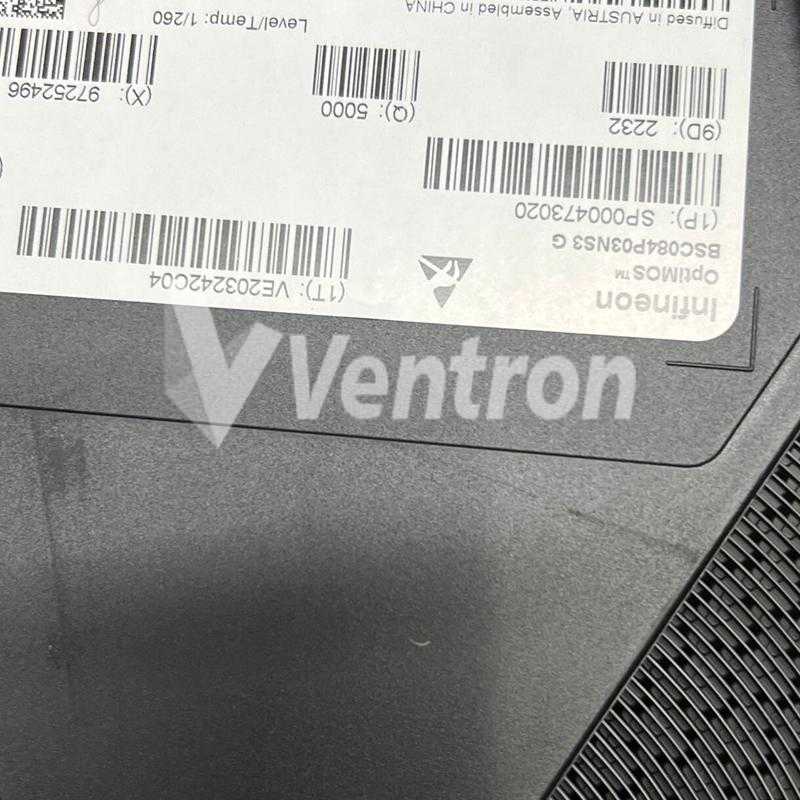 Infineon
OptiMOS™
BSC084P03NS3 G
(1P): SP000473020
(9D): 2232
(Q): 5000
(1T): VE203242C04
(X): 97252496
Level/Temp: 1/260
Diffused in AUSTRIA, Assembled in CHINA
Ventron